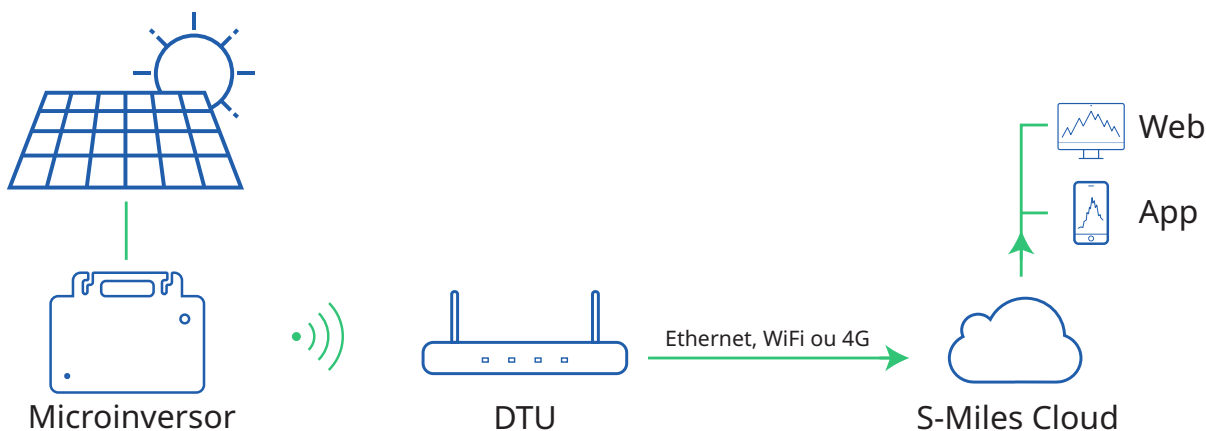 Web
App
Ethernet, WiFi ou 4G
Microinversor
DTU
S-Miles Cloud